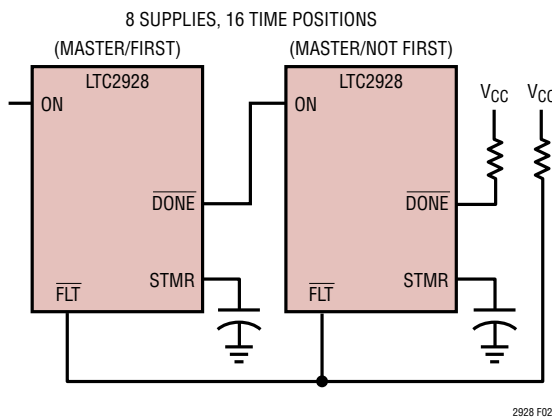 8 SUPPLIES, 16 TIME POSITIONS
(MASTER/FIRST) (MASTER/NOT FIRST)
LTC2928 LTC2928
ON ON
VCC VCC
DONE DONE
STMR STMR
FLT FLT
2928 F02